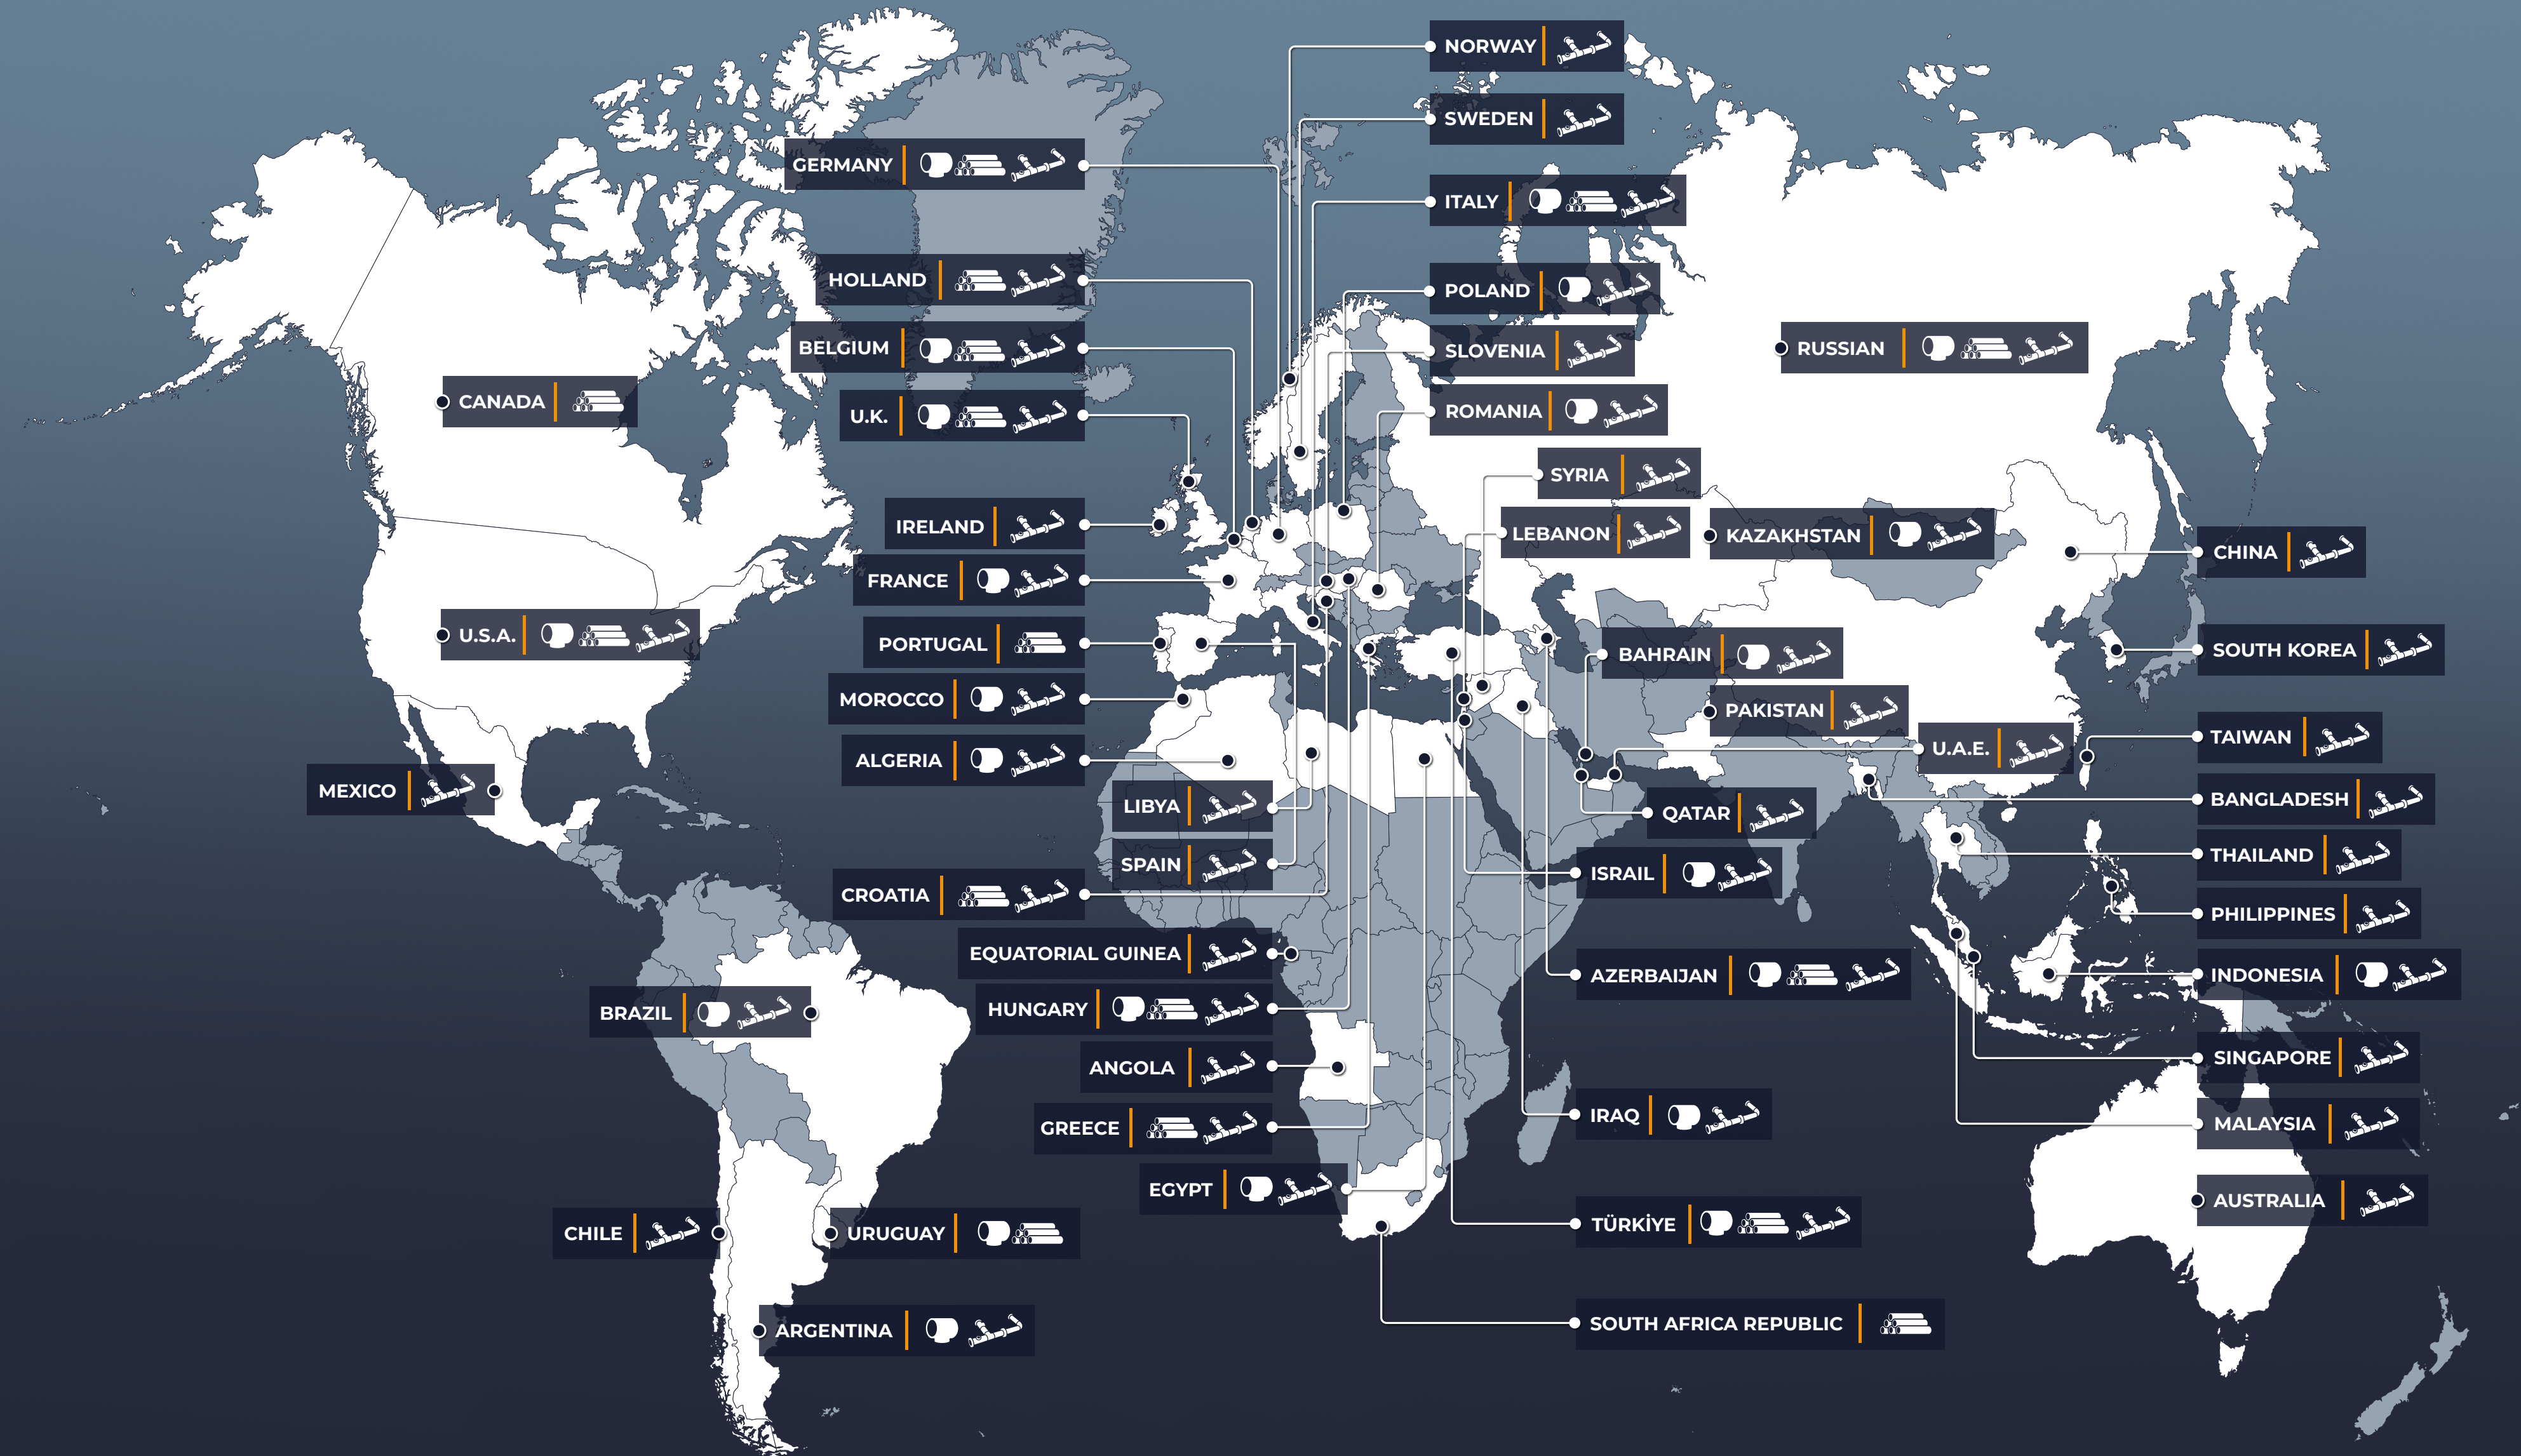 NORWAY
SWEDEN
GERMANY
ITALY
HOLLAND
POLAND
BELGIUM
SLOVENIA
RUSSIAN
CANADA
U.K.
ROMANIA
SYRIA
IRELAND
LEBANON
KAZAKHSTAN
CHINA
FRANCE
U.S.A.
PORTUGAL
BAHRAIN
SOUTH KOREA
MOROCCO
PAKISTAN
TAIWAN
ALGERIA
U.A.E.
MEXICO
LIBYA
QATAR
BANGLADESH
SPAIN
ISRAIL
THAILAND
CROATIA
PHILIPPINES
EQUATORIAL GUINEA
AZERBAIJAN
INDONESIA
BRAZIL
HUNGARY
SINGAPORE
ANGOLA
GREECE
IRAQ
MALAYSIA
EGYPT
AUSTRALIA
CHILE
URUGUAY
TÜRKİYE
ARGENTINA
SOUTH AFRICA REPUBLIC